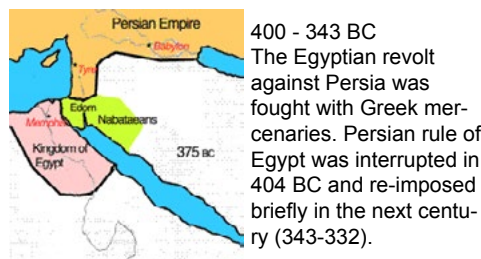 Persian Empire
Babylon
Tyre
Edom
Memphis
Nabataeans
Kingdom of
Egypt
375 BC
400 - 343 BC
The Egyptian revolt
against Persia was
fought with Greek mer-
cenaries. Persian rule of
Egypt was interrupted in
404 BC and re-imposed
briefly in the next centu-
ry (343-332).